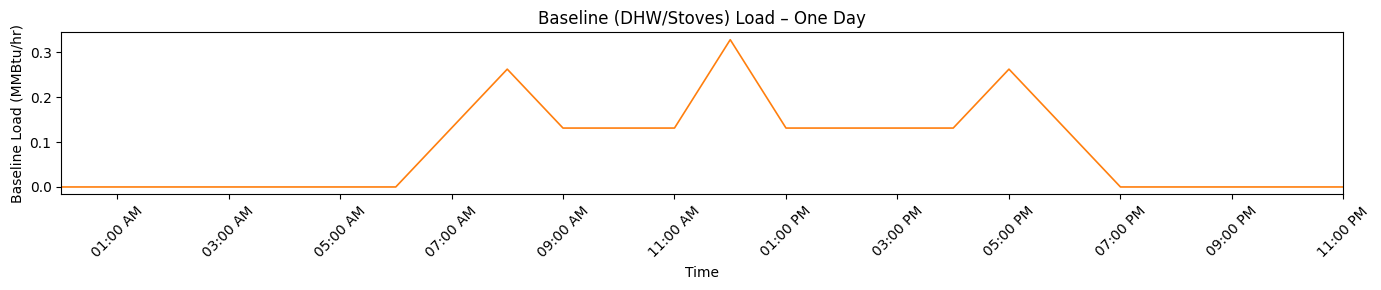 Baseline (DHW/Stoves) Load – One Day
Baseline Load (MMBtu/hr)
0.3
0.2
0.1
0.0
01:00 AM
03:00 AM
05:00 AM
07:00 AM
09:00 AM
11:00 AM
01:00 PM
03:00 PM
05:00 PM
07:00 PM
09:00 PM
11:00 PM
Time